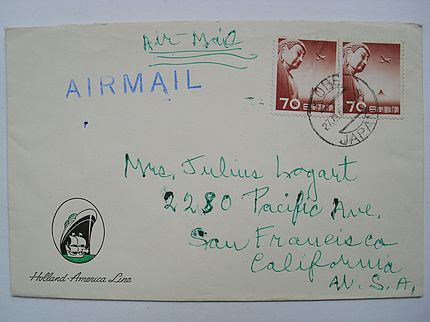 Air-Mail
AIRMAIL
70 日本郵便
70 日本郵便
JAPAN
Mrs. Julius Logart
2280 Pacific Ave.
San Francisco
California
U. S. A.
Holland-America Line